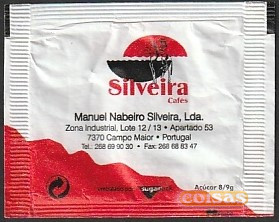 Silveira
Cafés
Manuel Nabeiro Silveira, Lda.
Zona Industrial, Lote 12 / 13 • Apartado 53
7370 Campo Maior • Portugal
Tel.: 268 69 90 30 • Fax: 268 68 83 47
Açúcar 8/9g
coisas